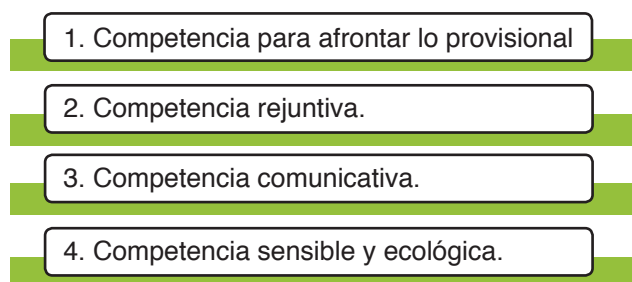 1. Competencia para afrontar lo provisional
2. Competencia rejuntiva.
3. Competencia comunicativa.
4. Competencia sensible y ecológica.